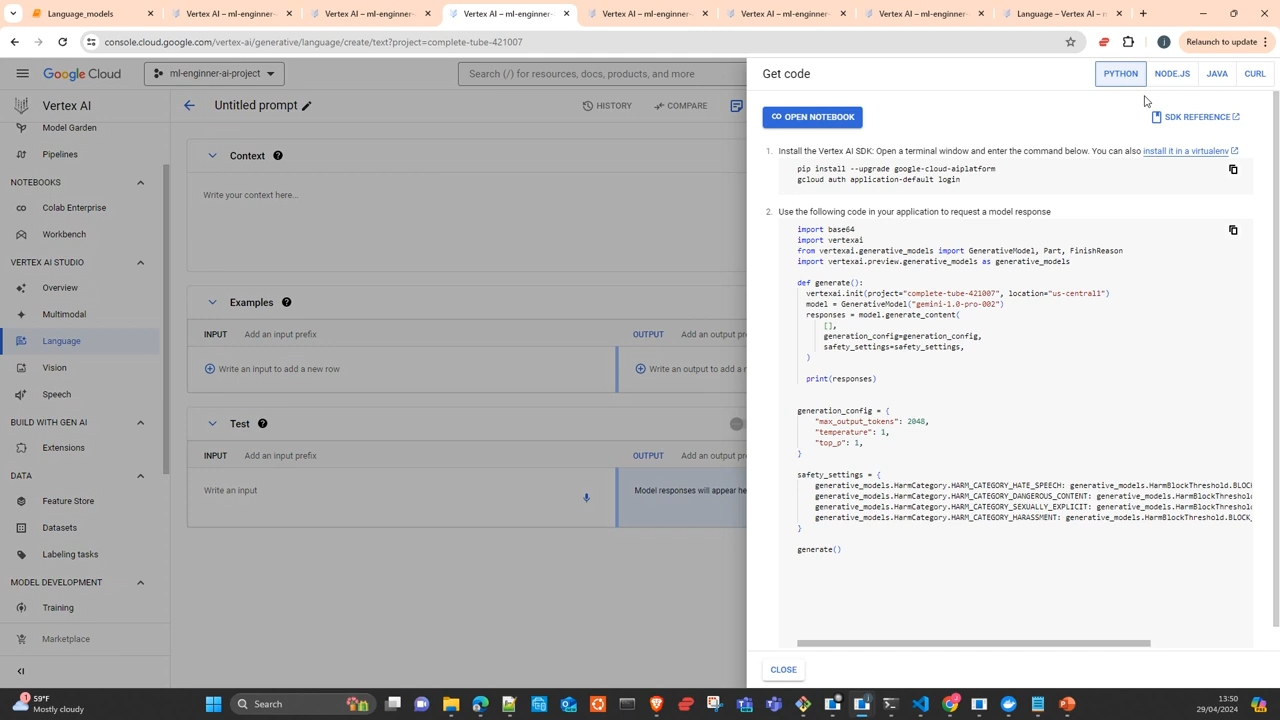 Language_models
Vertex AI – ml-enginner-
Vertex AI – ml-enginner-
Vertex AI – ml-enginner-
Vertex AI – ml-enginner-
Vertex AI – ml-enginner-
Vertex AI – ml-enginner-
Language – Vertex AI – m
console.cloud.google.com/vertex-ai/generative/language/create/text?project=complete-tube-421007
Relaunch to update
Google Cloud
ml-enginner-ai-project
Search (/) for resources, docs, products, and more
Vertex AI
Model Garden
Pipelines
NOTEBOOKS
Colab Enterprise
Workbench
VERTEX AI STUDIO
Overview
Multimodal
Language
Vision
Speech
BUILD WITH GEN AI
Extensions
DATA
Feature Store
Datasets
Labeling tasks
MODEL DEVELOPMENT
Training
Marketplace
Untitled prompt
HISTORY
COMPARE
Context
Write your context here...
Examples
INPUT Add an input prefix
OUTPUT Add an output pre
Write an input to add a new row
Write an output to add a n
Test
INPUT Add an input prefix
OUTPUT Add an output pre
Write an input
Model responses will appear he
Get code
PYTHON
NODE.JS
JAVA
CURL
OPEN NOTEBOOK
SDK REFERENCE
1. Install the Vertex AI SDK: Open a terminal window and enter the command below. You can also install it in a virtualenv
pip install --upgrade google-cloud-aiplatform
gcloud auth application-default login
2. Use the following code in your application to request a model response
import base64
import vertexai
from vertexai.generative_models import GenerativeModel, Part, FinishReason
import vertexai.preview.generative_models as generative_models
def generate():
vertexai.init(project="complete-tube-421007", location="us-central1")
model = GenerativeModel("gemini-1.0-pro-002")
responses = model.generate_content(
[],
generation_config=generation_config,
safety_settings=safety_settings,
)
print(responses)
generation_config = {
"max_output_tokens": 2048,
"temperature": 1,
"top_p": 1,
}
safety_settings = {
generative_models.HarmCategory.HARM_CATEGORY_HATE_SPEECH: generative_models.HarmBlockThreshold.BLOCK
generative_models.HarmCategory.HARM_CATEGORY_DANGEROUS_CONTENT: generative_models.HarmBlockThreshold
generative_models.HarmCategory.HARM_CATEGORY_SEXUALLY_EXPLICIT: generative_models.HarmBlockThreshold
generative_models.HarmCategory.HARM_CATEGORY_HARASSMENT: generative_models.HarmBlockThreshold.BLOCK_
}
generate()
CLOSE
1
59°F
Mostly cloudy
Search
13:50
29/04/2024